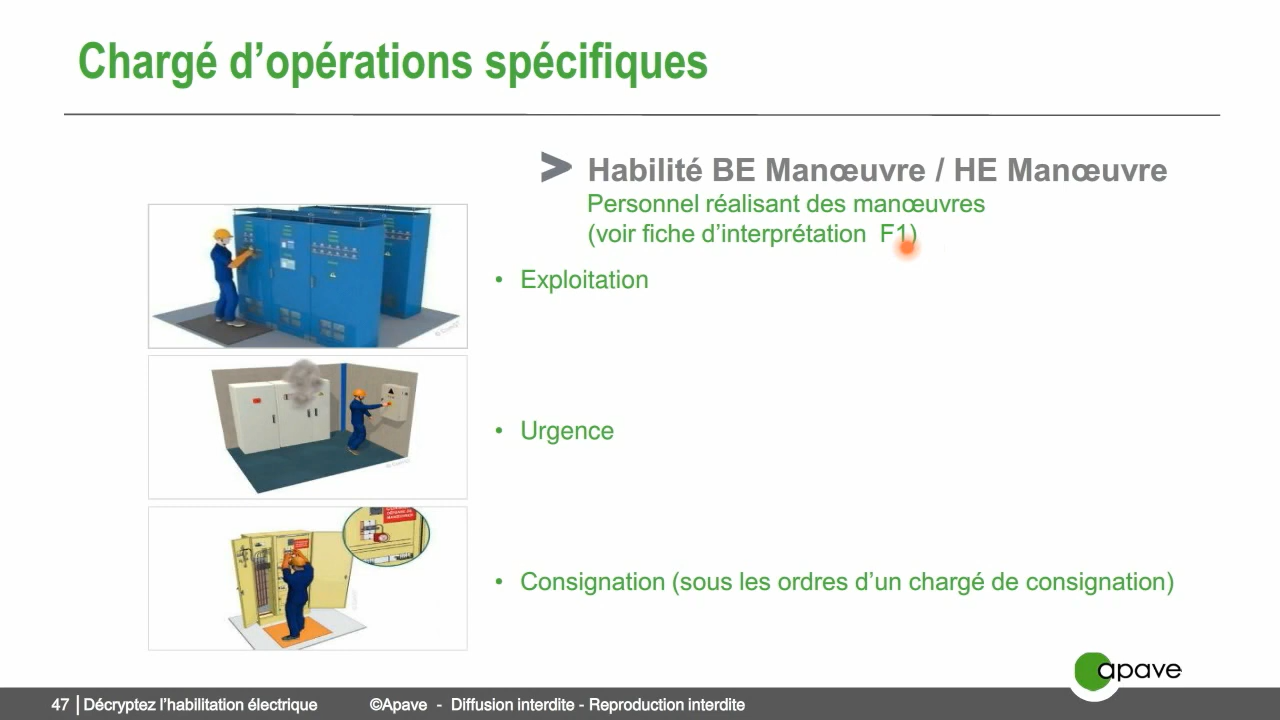 Chargé d’opérations spécifiques
> Habilité BE Manœuvre / HE Manœuvre
Personnel réalisant des manœuvres
(voir fiche d’interprétation F1)
• Exploitation
• Urgence
• Consignation (sous les ordres d’un chargé de consignation)
apave
47 | Décryptez l’habilitation électrique ©Apave - Diffusion interdite - Reproduction interdite